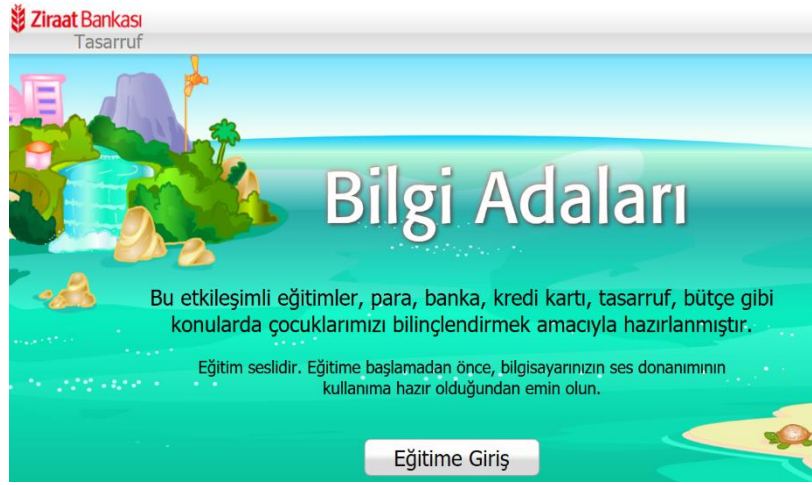 Ziraat Bankası
Tasarruf
Bilgi Adaları
Bu etkileşimli eğitimler, para, banka, kredi kartı, tasarruf, bütçe gibi
konularda çocuklarımızı bilinçlendirmek amacıyla hazırlanmıştır.
Eğitim seslidir. Eğitime başlamadan önce, bilgisayarınızın ses donanımının
kullanıma hazır olduğundan emin olun.
Eğitime Giriş